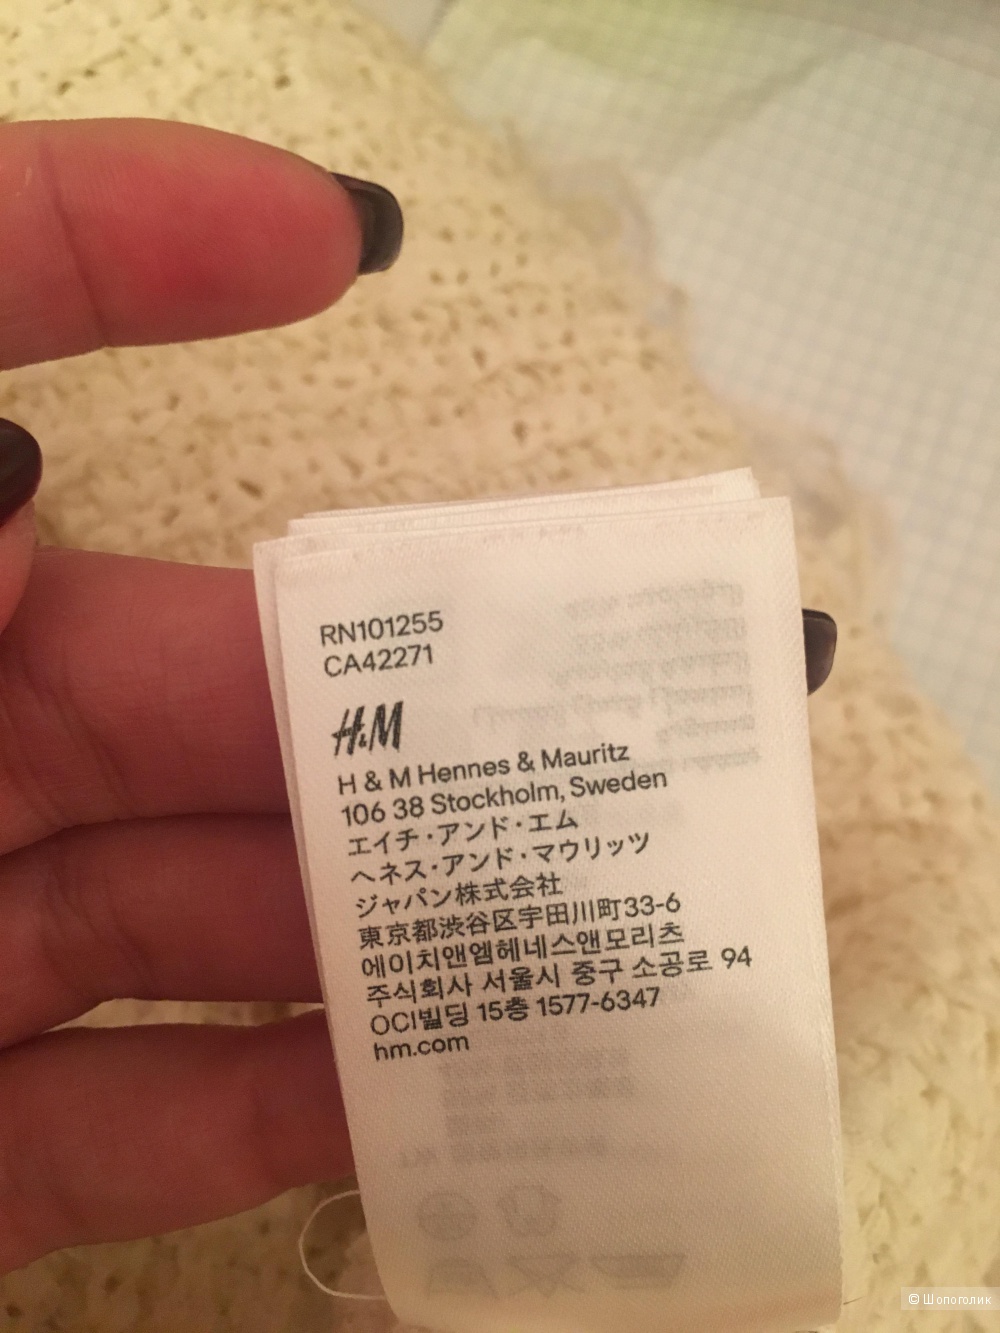 RN101255
CA42271
H&M
H & M Hennes & Mauritz
106 38 Stockholm, Sweden
エイチ・アンド・エム
ヘネス・アンド・マウリッツ
ジャパン株式会社
東京都渋谷区宇田川町33-6
에이치앤엠헤네스앤모리츠
주식회사 서울시 중구 소공로 94
OCI빌딩 15층 1577-6347
hm.com
© Шопоголик